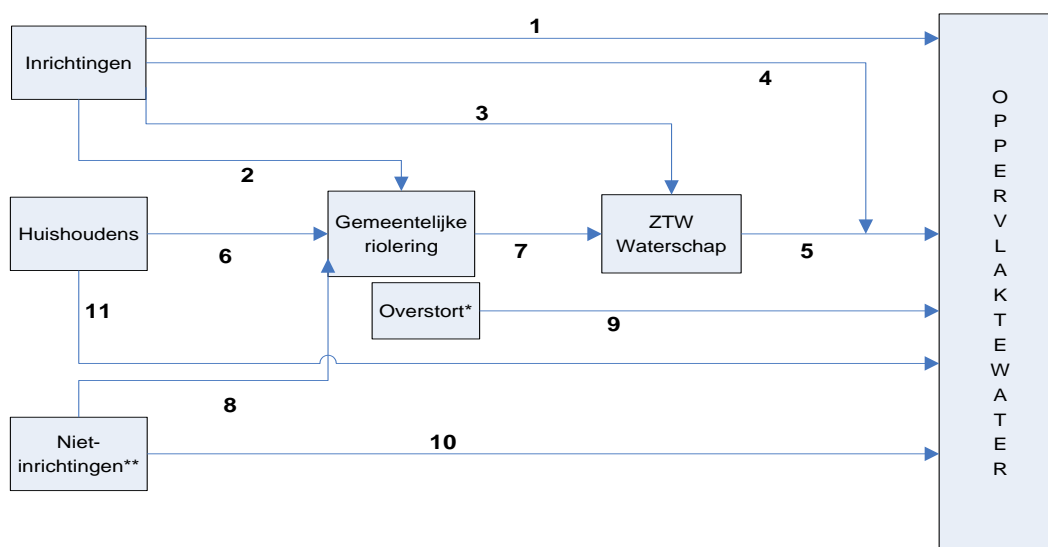 1
Inrichtingen
4
3
2
Huishoudens
6
Gemeentelijke
riolering
7
ZTW
Waterschap
5
11
Overstort*
9
8
Niet-
inrichtingen**
10
OPPERVLAKTEWATER